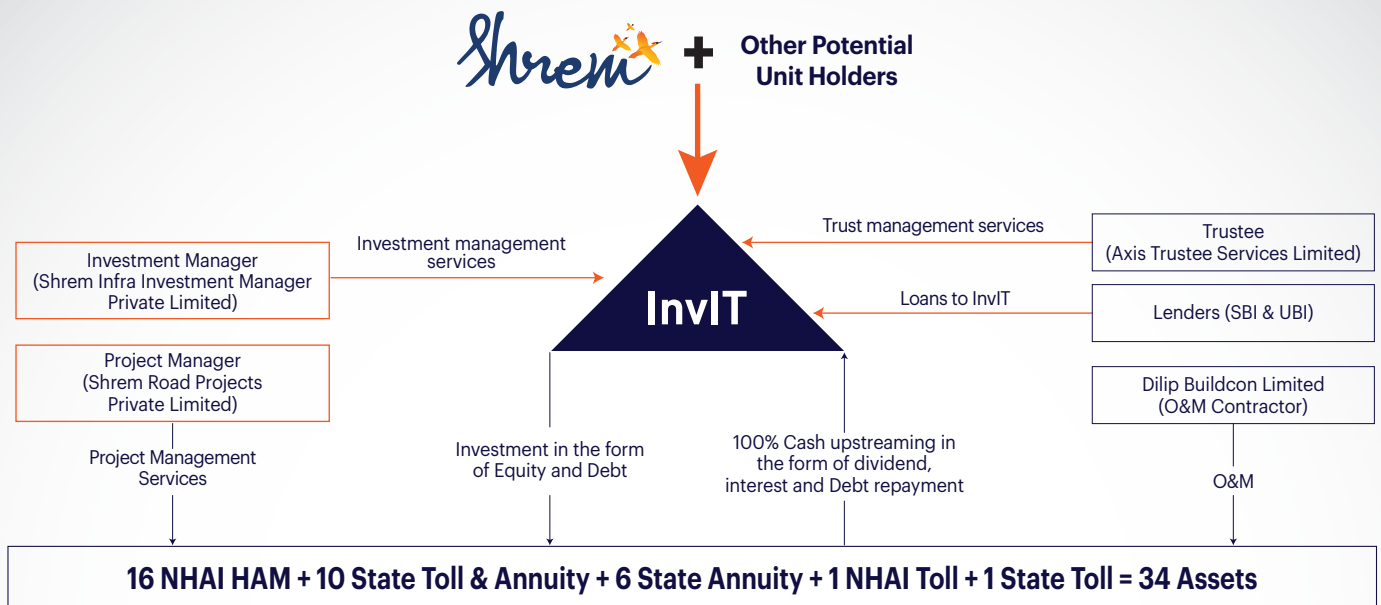 Shrem
+
Other Potential
Unit Holders
Investment Manager
(Shrem Infra Investment Manager
Private Limited)
Investment management
services
InvIT
Trust management services
Trustee
(Axis Trustee Services Limited)
Loans to InvIT
Lenders (SBI & UBI)
Project Manager
(Shrem Road Projects
Private Limited)
Dilip Buildcon Limited
(O&M Contractor)
Project Management
Services
Investment in the form
of Equity and Debt
100% Cash upstreaming in
the form of dividend,
interest and Debt repayment
O&M
16 NHAI HAM + 10 State Toll & Annuity + 6 State Annuity + 1 NHAI Toll + 1 State Toll = 34 Assets